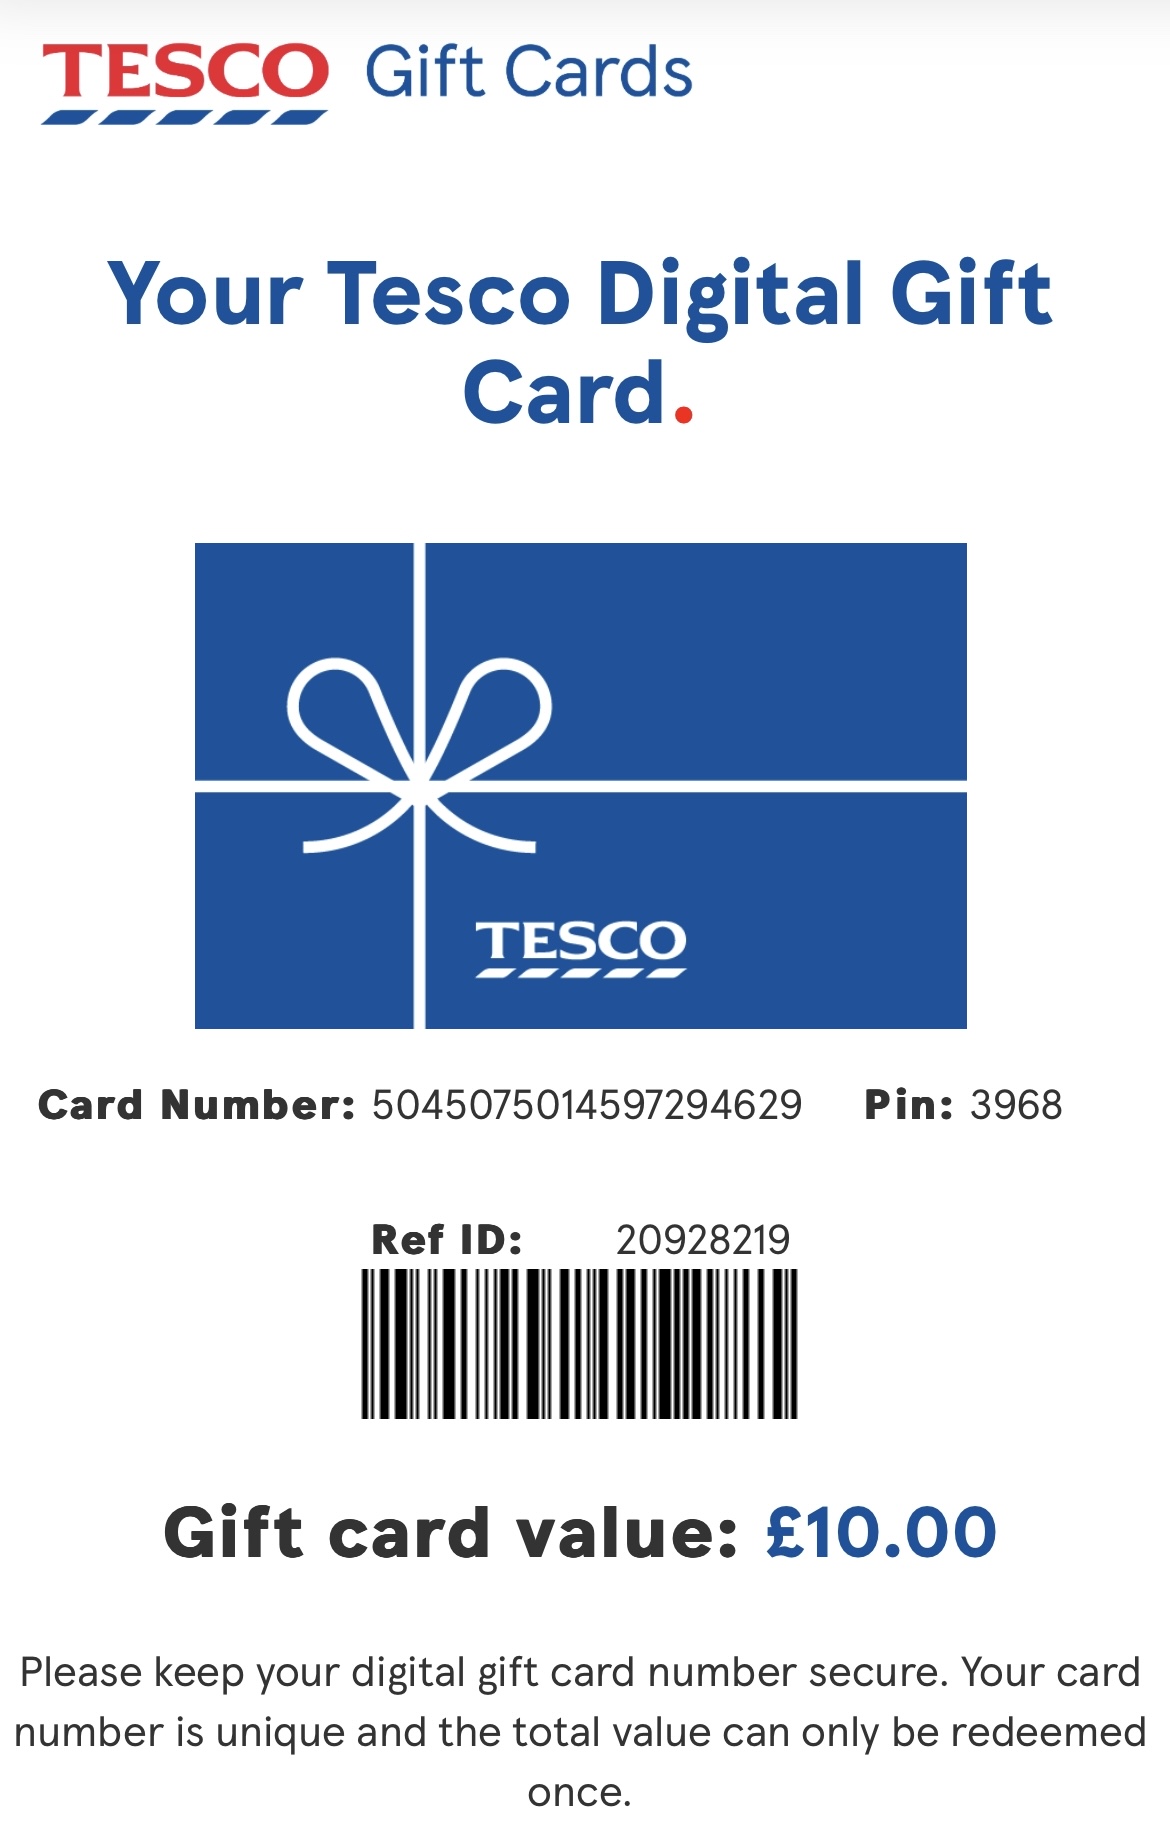 TESCO Gift Cards
Your Tesco Digital Gift
Card.
TESCO
Card Number: 5045075014597294629 Pin: 3968
Ref ID: 20928219
Gift card value: £10.00
Please keep your digital gift card number secure. Your card
number is unique and the total value can only be redeemed
once.